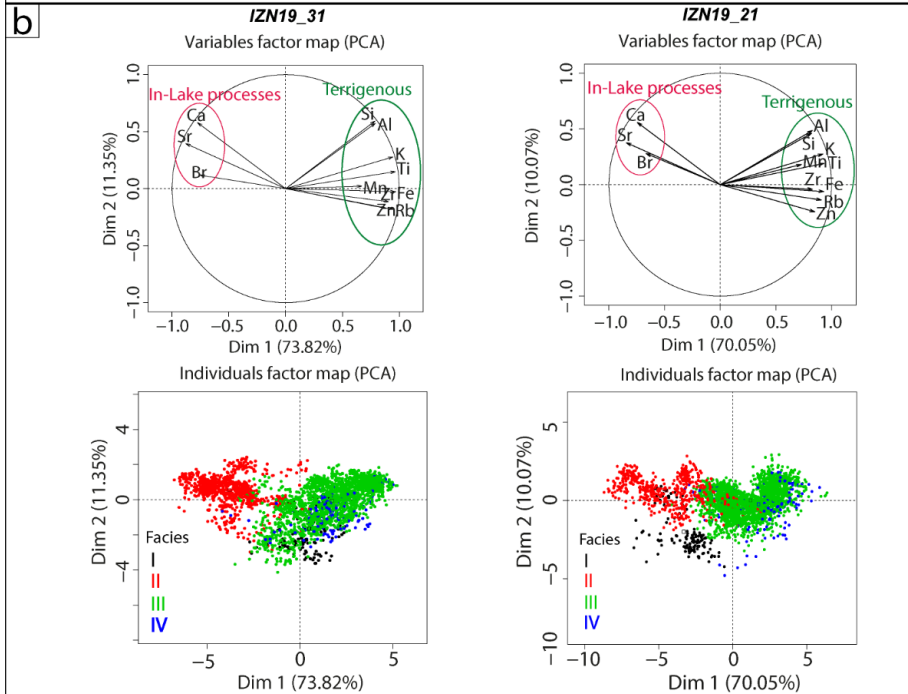 b
IZN19_31
IZN19_21
Variables factor map (PCA)
Variables factor map (PCA)
In-Lake processes
Terrigenous
Ca
Sr
Br
Si
Al
K
Ti
Mn
Zr
Fe
Zn
Rb
Dim 2 (11.35%)
1.0
0.5
0.0
−0.5
−1.0
−1.0
−0.5
0.0
0.5
1.0
Dim 1 (73.82%)
In-Lake processes
Terrigenous
Ca
Sr
Br
Al
Si
K
Mn
Ti
Zr
Fe
Rb
Zn
Dim 2 (10.07%)
1.0
0.5
0.0
−0.5
−1.0
−1.0
−0.5
0.0
0.5
1.0
Dim 1 (70.05%)
Individuals factor map (PCA)
Individuals factor map (PCA)
Dim 2 (11.35%)
4
0
−4
Facies
I
II
III
IV
−5
0
5
Dim 1 (73.82%)
Dim 2 (10.07%)
5
0
−5
−10
Facies
I
II
III
IV
−10
−5
0
5
Dim 1 (70.05%)